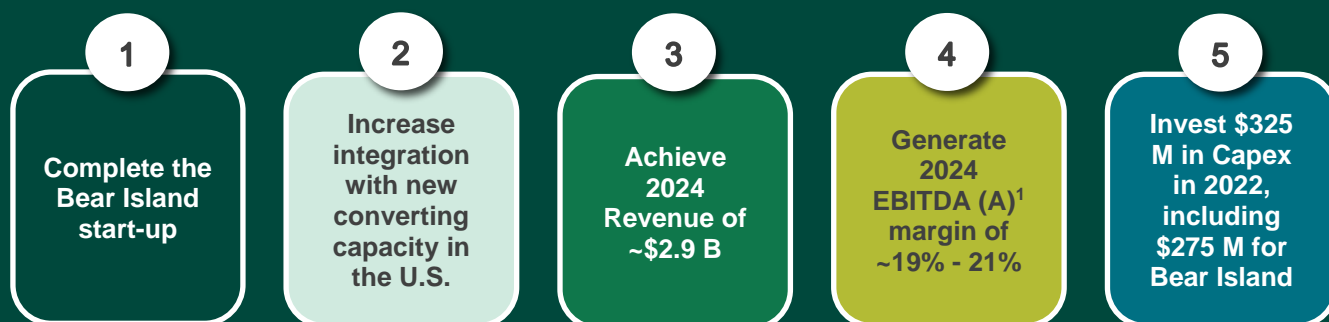 1
Complete the
Bear Island
start-up
2
Increase
integration
with new
converting
capacity in
the U.S.
3
Achieve
2024
Revenue of
~$2.9 B
4
Generate
2024
EBITDA (A)¹
margin of
~19% - 21%
5
Invest $325
M in Capex
in 2022,
including
$275 M for
Bear Island